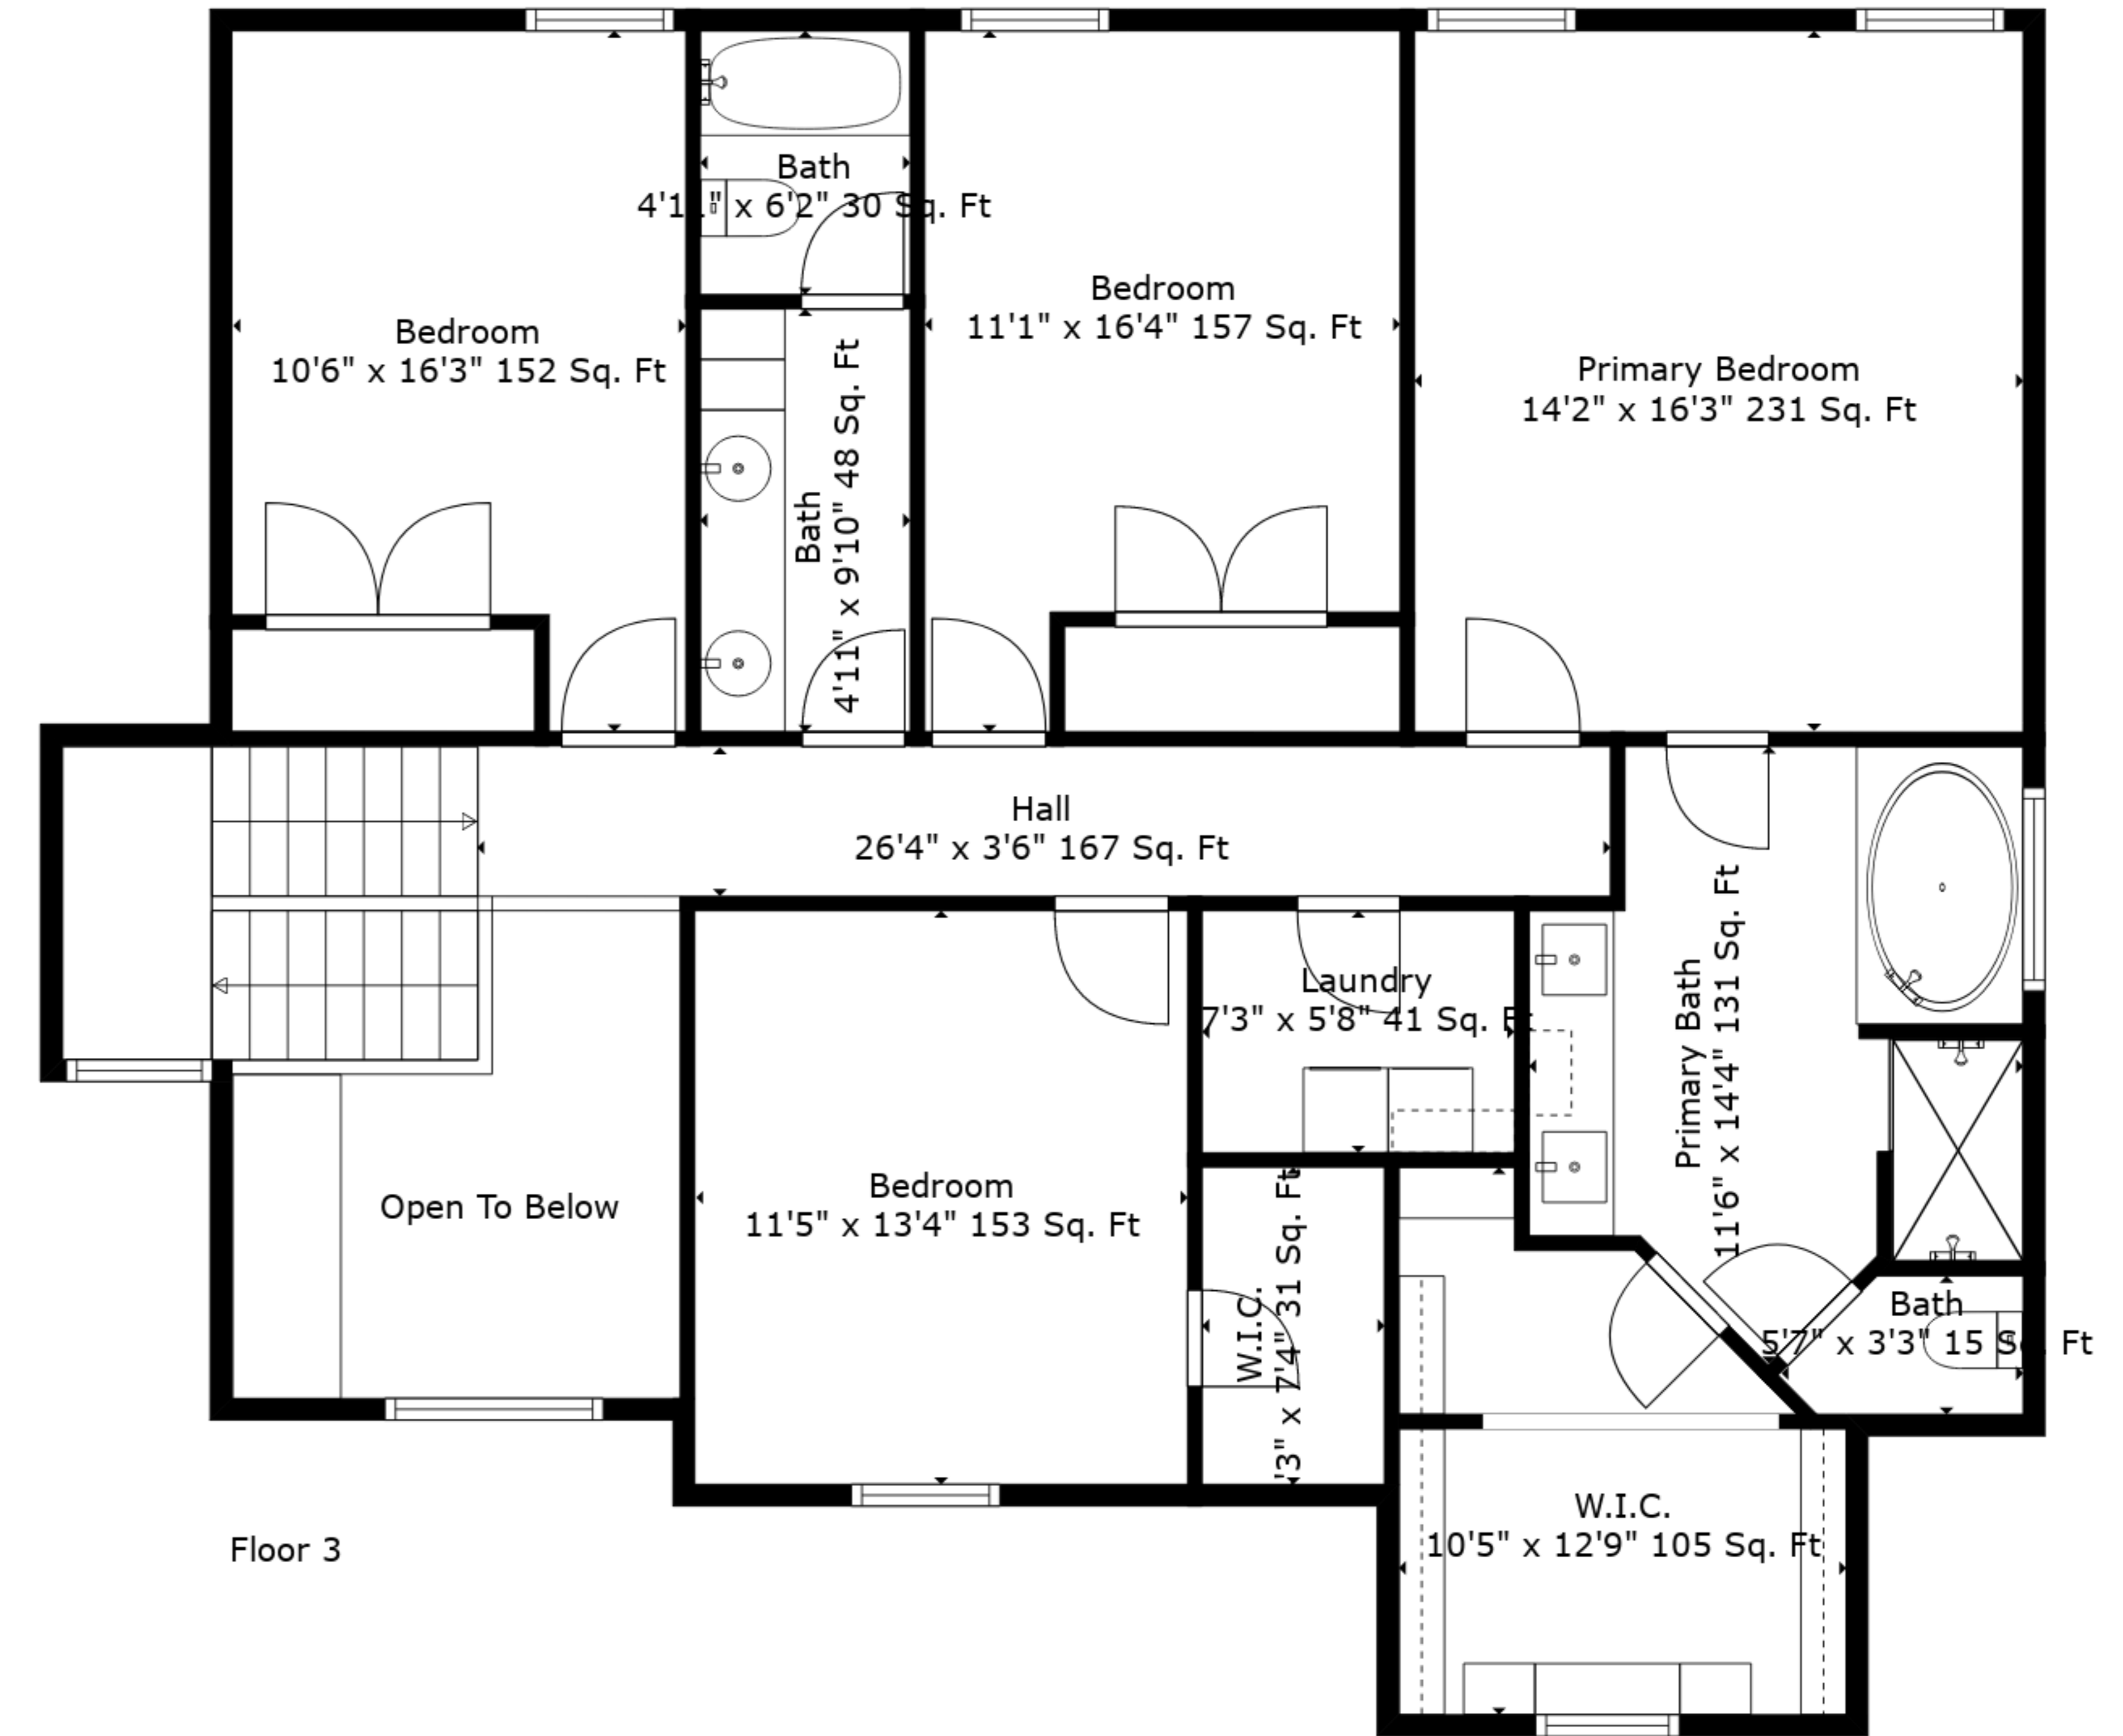 Bath
4'11" x 6'2" 30 Sq. Ft
Bedroom
10'6" x 16'3" 152 Sq. Ft
Bath
4'11" x 9'10" 48 Sq. Ft
Bedroom
11'1" x 16'4" 157 Sq. Ft
Primary Bedroom
14'2" x 16'3" 231 Sq. Ft
Hall
26'4" x 3'6" 167 Sq. Ft
Laundry
7'3" x 5'8" 41 Sq. Ft
Primary Bath
11'6" x 14'4" 131 Sq. Ft
Open To Below
Bedroom
11'5" x 13'4" 153 Sq. Ft
W.I.C.
'3" x 7'4" 31 Sq. Ft
Bath
5'7" x 3'3" 15 Sq. Ft
W.I.C.
10'5" x 12'9" 105 Sq. Ft
Floor 3